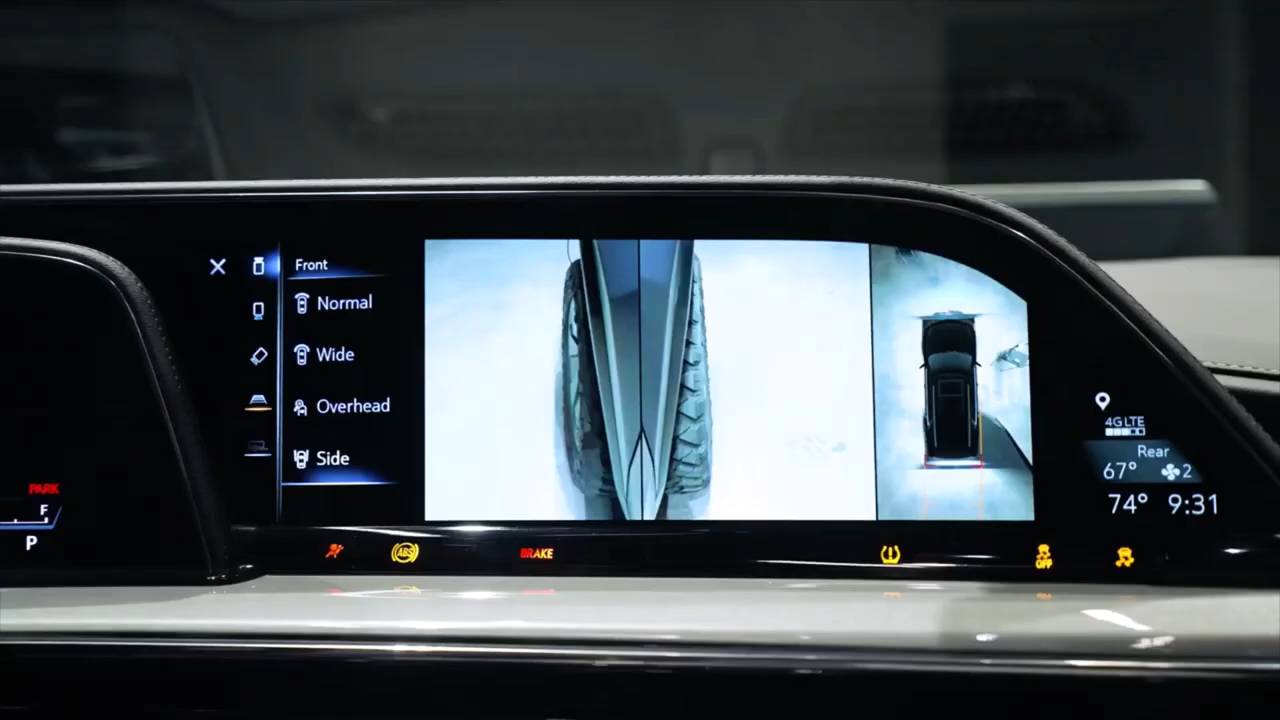 Front
Normal
Wide
Overhead
Side
4G LTE
Rear
67° 2
74° 9:31
PARK
F
P
ABS
BRAKE
OFF